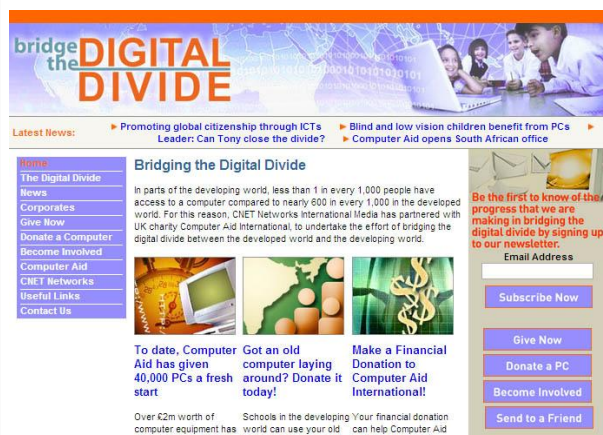 bridge
the DIGITAL
DIVIDE
Latest News:
Promoting global citizenship through ICTs
Blind and low vision children benefit from PCs
Leader: Can Tony close the divide?
Computer Aid opens South African office
Home
The Digital Divide
News
Corporates
Give Now
Donate a Computer
Become Involved
Computer Aid
CNET Networks
Useful Links
Contact Us
Bridging the Digital Divide
In parts of the developing world, less than 1 in every 1,000 people have
access to a computer compared to nearly 600 in every 1,000 in the developed
world. For this reason, CNET Networks International Media has partnered with
UK charity Computer Aid International, to undertake the effort of bridging the
digital divide between the developed world and the developing world.
To date, Computer
Aid has given
40,000 PCs a fresh
start
Over £2m worth of
computer equipment has
Got an old
computer laying
around? Donate it
today!
Schools in the developing
world can use your old
Make a Financial
Donation to
Computer Aid
International!
Your financial donation
can help Computer Aid
Be the first to know of the
progress that we are
making in bridging the
digital divide by signing up
to our newsletter.
Email Address
Subscribe Now
Give Now
Donate a PC
Become Involved
Send to a Friend